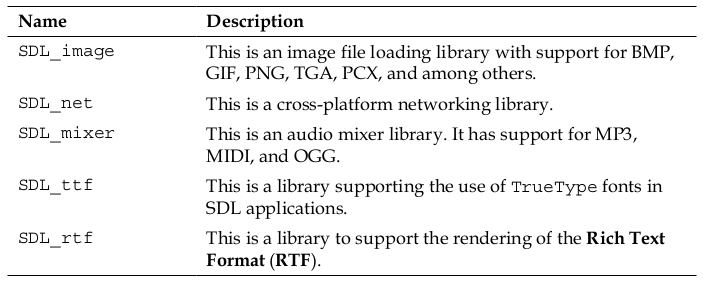 Name Description
SDL_image This is an image file loading library with support for BMP,
GIF, PNG, TGA, PCX, and among others.
SDL_net This is a cross-platform networking library.
SDL_mixer This is an audio mixer library. It has support for MP3,
MIDI, and OGG.
SDL_ttf This is a library supporting the use of TrueType fonts in
SDL applications.
SDL_rtf This is a library to support the rendering of the Rich Text
Format (RTF).